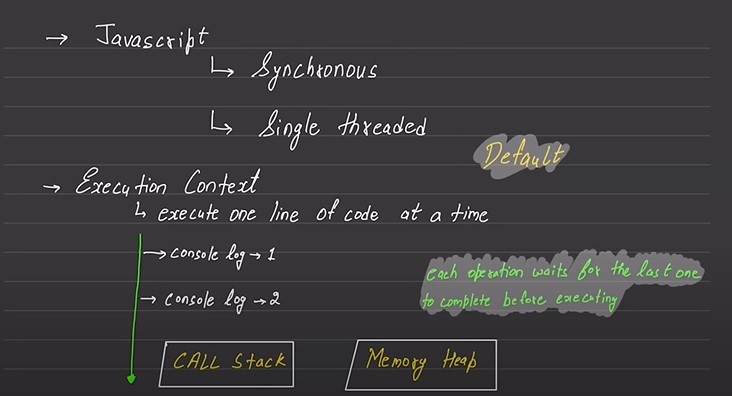 → Javascript
↳ Synchronous
↳ Single threaded
Default
→ Execution Context
↳ execute one line of code at a time
→ console log → 1
each operation waits for the last one
to complete before executing
→ console log → 2
CALL Stack
Memory Heap